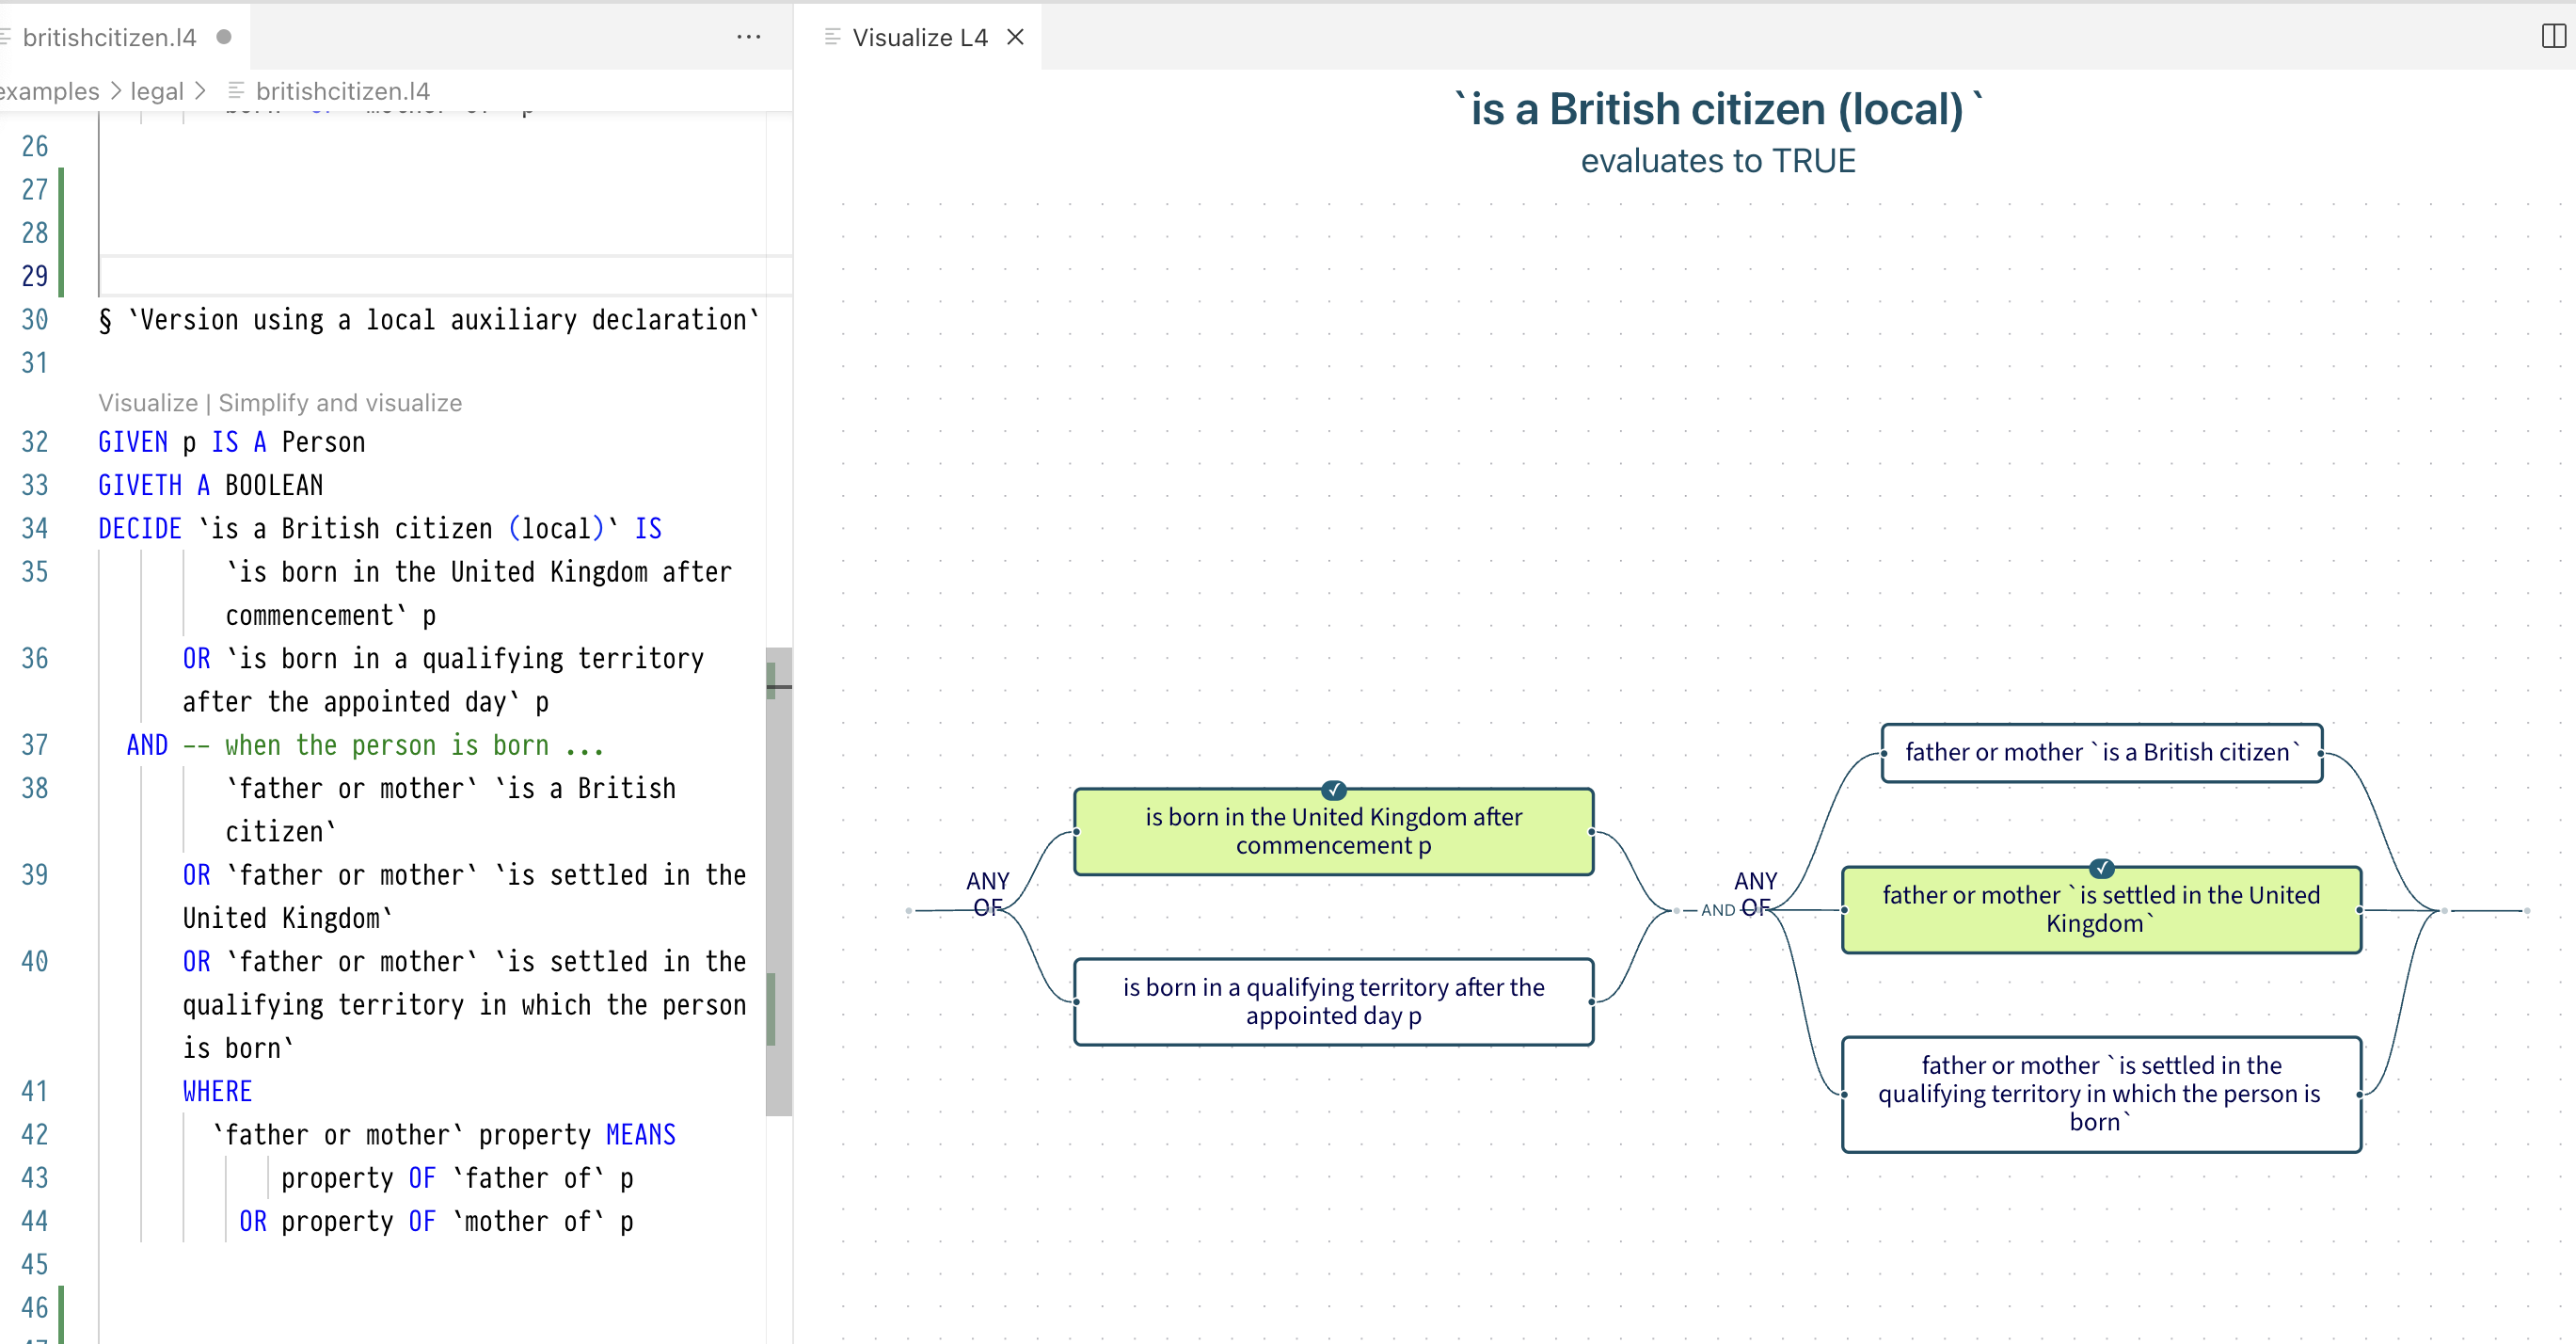 britishcitizen.l4
Visualize L4
examples > legal > britishcitizen.l4
26
27
28
29
30 § `Version using a local auxiliary declaration`
31
Visualize | Simplify and visualize
32 GIVEN p IS A Person
33 GIVETH A BOOLEAN
34 DECIDE `is a British citizen (local)` IS
35 `is born in the United Kingdom after
commencement` p
36 OR `is born in a qualifying territory
after the appointed day` p
37 AND -- when the person is born ...
38 `father or mother` `is a British
citizen`
39 OR `father or mother` `is settled in the
United Kingdom`
40 OR `father or mother` `is settled in the
qualifying territory in which the person
is born`
41 WHERE
42 `father or mother` property MEANS
43 property OF `father of` p
44 OR property OF `mother of` p
45
46
`is a British citizen (local)`
evaluates to TRUE
ANY
OF
is born in the United Kingdom after
commencement p
is born in a qualifying territory after the
appointed day p
AND
ANY
OF
father or mother `is a British citizen`
father or mother `is settled in the United
Kingdom`
father or mother `is settled in the
qualifying territory in which the person is
born`